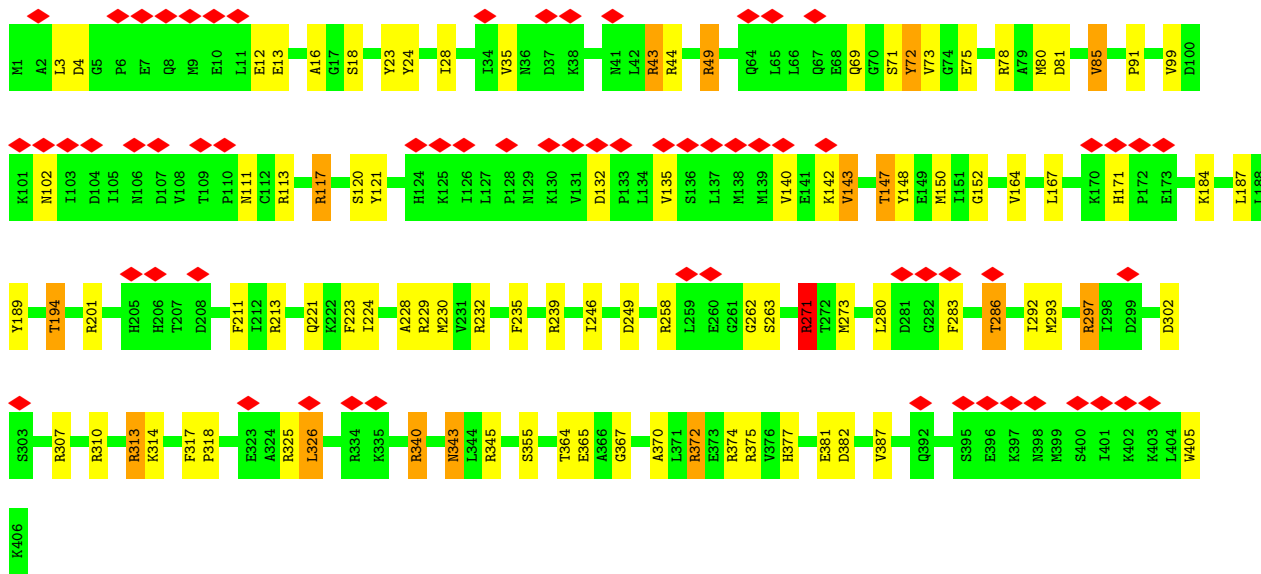 M1 A2 L3 D4 G5 P6 E7 Q8 M9 E10 L11 E12 E13 A16 G17 S18 Y23 Y24 I28 I34 V35 N36 D37 K38 N41 L42 R43 R44 R49 Q64 L65 L66 Q67 E68 Q69 G70 S71 Y72 V73 G74 E75 R78 A79 M80 D81 V85 P91 V99 D100
K101 N102 I103 D104 I105 N106 D107 V108 T109 P110 N111 C112 R113 R117 S120 Y121 H124 K125 I126 L127 P128 N129 K130 V131 D132 P133 L134 V135 S136 L137 M138 M139 V140 E141 K142 V143 T147 Y148 E149 M150 I151 G152 V164 L167 K170 H171 P172 E173 K184 L187 L188
Y189 T194 R201 H205 H206 T207 D208 F211 I212 R213 Q221 K222 F223 I224 A228 R229 M230 V231 R232 F235 R239 I246 D249 R258 L259 E260 G261 G262 S263 R271 T272 M273 L280 D281 G282 F283 T286 I292 M293 R297 I298 D299 D302
S303 R307 R310 R313 K314 F317 P318 E323 A324 R325 L326 R334 K335 R340 N343 L344 R345 S355 T364 E365 A366 G367 A370 L371 R372 E373 R374 R375 V376 H377 E381 D382 V387 Q392 S395 E396 K397 N398 M399 S400 I401 K402 K403 L404 W405
K406